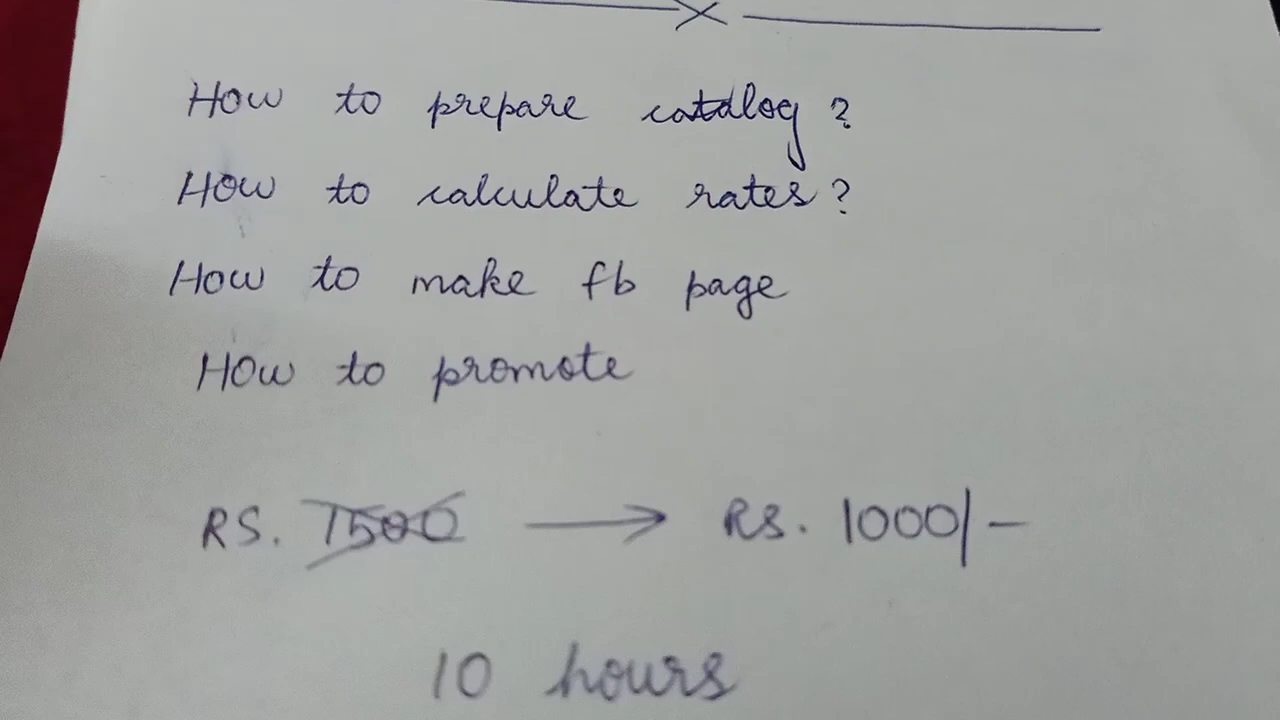 How to prepare catalog ?
How to calculate rates ?
How to make fb page
How to promote
RS. 1500 → Rs. 1000/-
10 hours